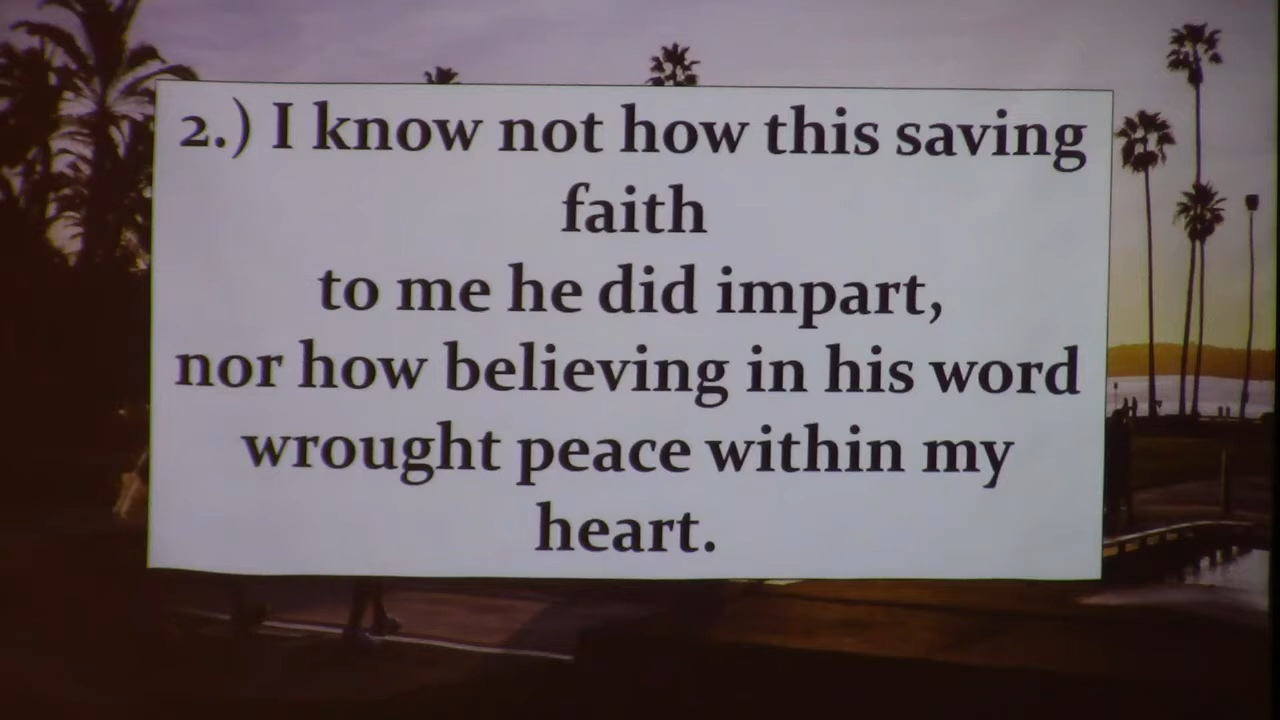 2.) I know not how this saving
faith
to me he did impart,
nor how believing in his word
wrought peace within my
heart.